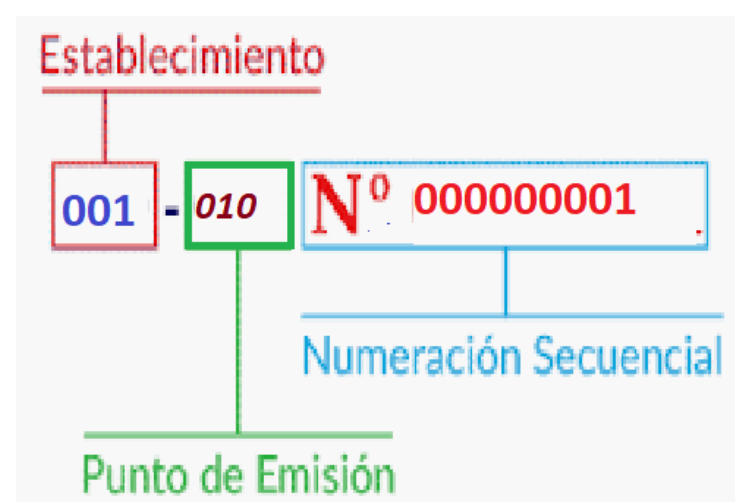 Establecimiento
001 - 010 Nº 000000001
Numeración Secuencial
Punto de Emisión